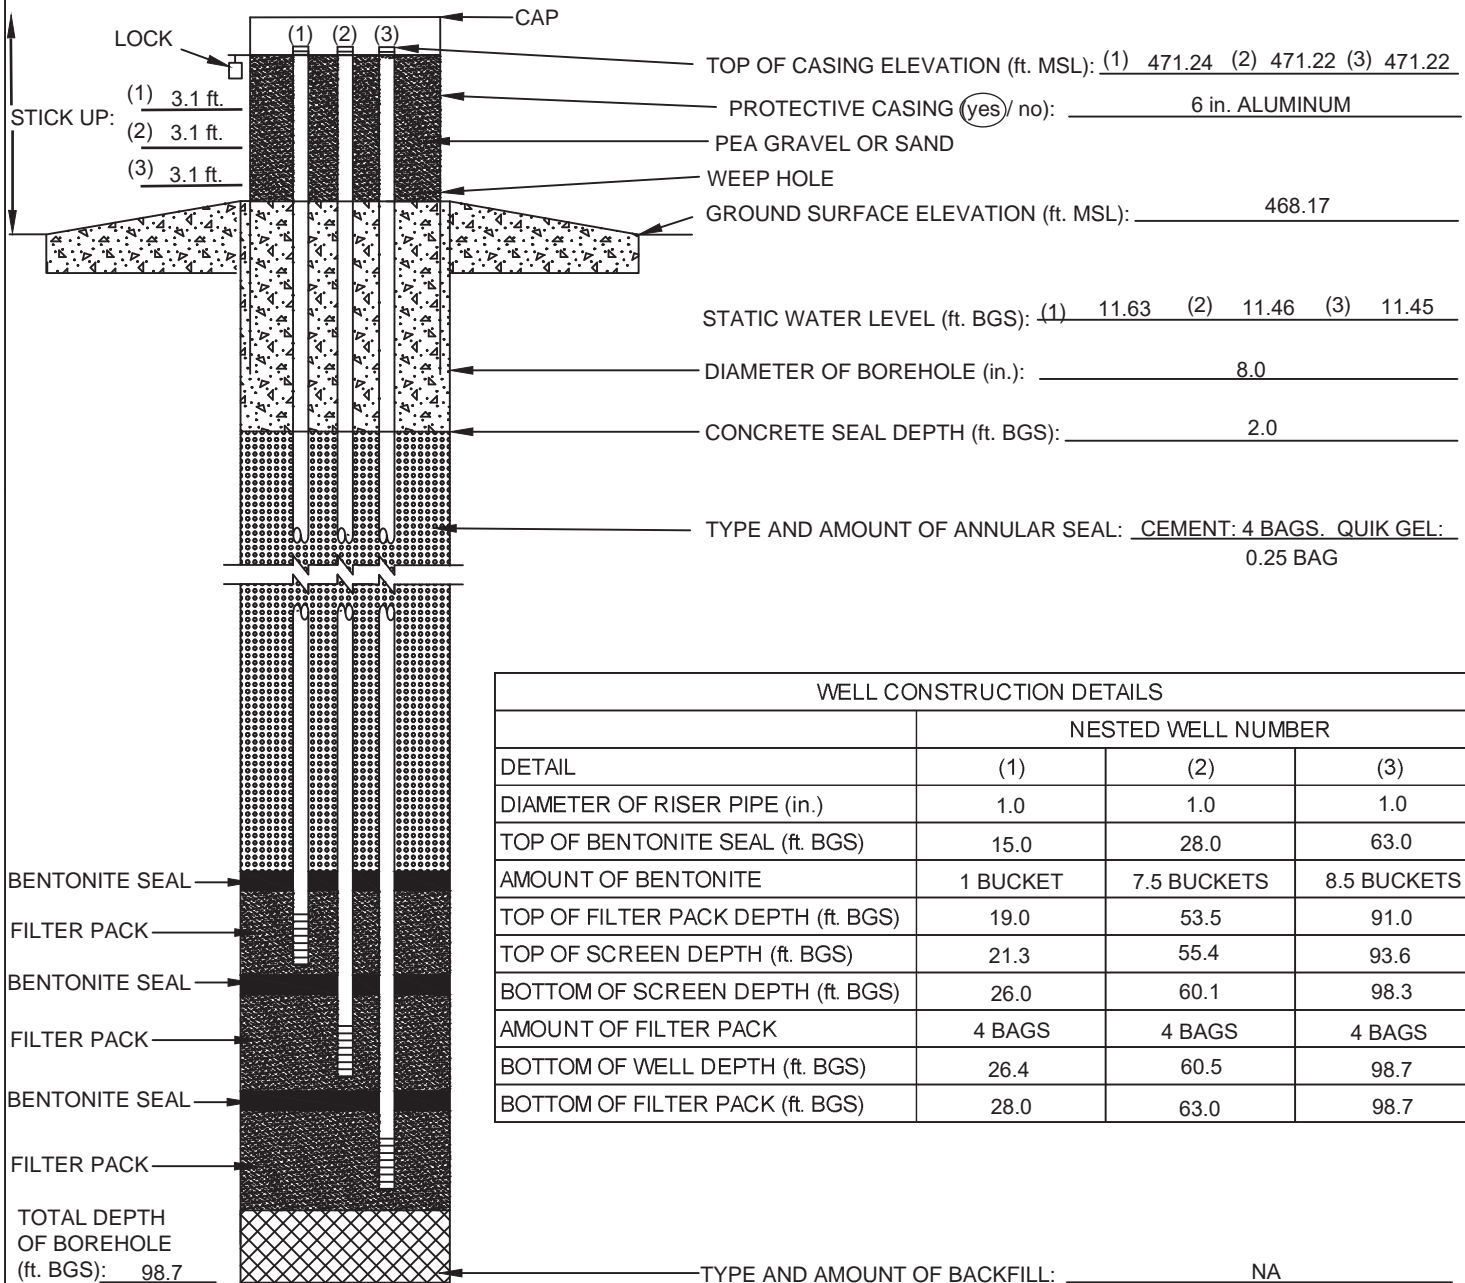 CAP
LOCK
(1) (2) (3)
TOP OF CASING ELEVATION (ft. MSL): (1) 471.24 (2) 471.22 (3) 471.22
STICK UP:
(1) 3.1 ft.
(2) 3.1 ft.
(3) 3.1 ft.
PROTECTIVE CASING (yes/ no): 6 in. ALUMINUM
PEA GRAVEL OR SAND
WEEP HOLE
GROUND SURFACE ELEVATION (ft. MSL): 468.17
STATIC WATER LEVEL (ft. BGS): (1) 11.63 (2) 11.46 (3) 11.45
DIAMETER OF BOREHOLE (in.): 8.0
CONCRETE SEAL DEPTH (ft. BGS): 2.0
TYPE AND AMOUNT OF ANNULAR SEAL: CEMENT: 4 BAGS. QUIK GEL:
0.25 BAG
WELL CONSTRUCTION DETAILS
NESTED WELL NUMBER
DETAIL (1) (2) (3)
DIAMETER OF RISER PIPE (in.) 1.0 1.0 1.0
TOP OF BENTONITE SEAL (ft. BGS) 15.0 28.0 63.0
AMOUNT OF BENTONITE 1 BUCKET 7.5 BUCKETS 8.5 BUCKETS
TOP OF FILTER PACK DEPTH (ft. BGS) 19.0 53.5 91.0
TOP OF SCREEN DEPTH (ft. BGS) 21.3 55.4 93.6
BOTTOM OF SCREEN DEPTH (ft. BGS) 26.0 60.1 98.3
AMOUNT OF FILTER PACK 4 BAGS 4 BAGS 4 BAGS
BOTTOM OF WELL DEPTH (ft. BGS) 26.4 60.5 98.7
BOTTOM OF FILTER PACK (ft. BGS) 28.0 63.0 98.7
BENTONITE SEAL
FILTER PACK
BENTONITE SEAL
FILTER PACK
BENTONITE SEAL
FILTER PACK
TOTAL DEPTH
OF BOREHOLE
(ft. BGS): 98.7
TYPE AND AMOUNT OF BACKFILL: NA